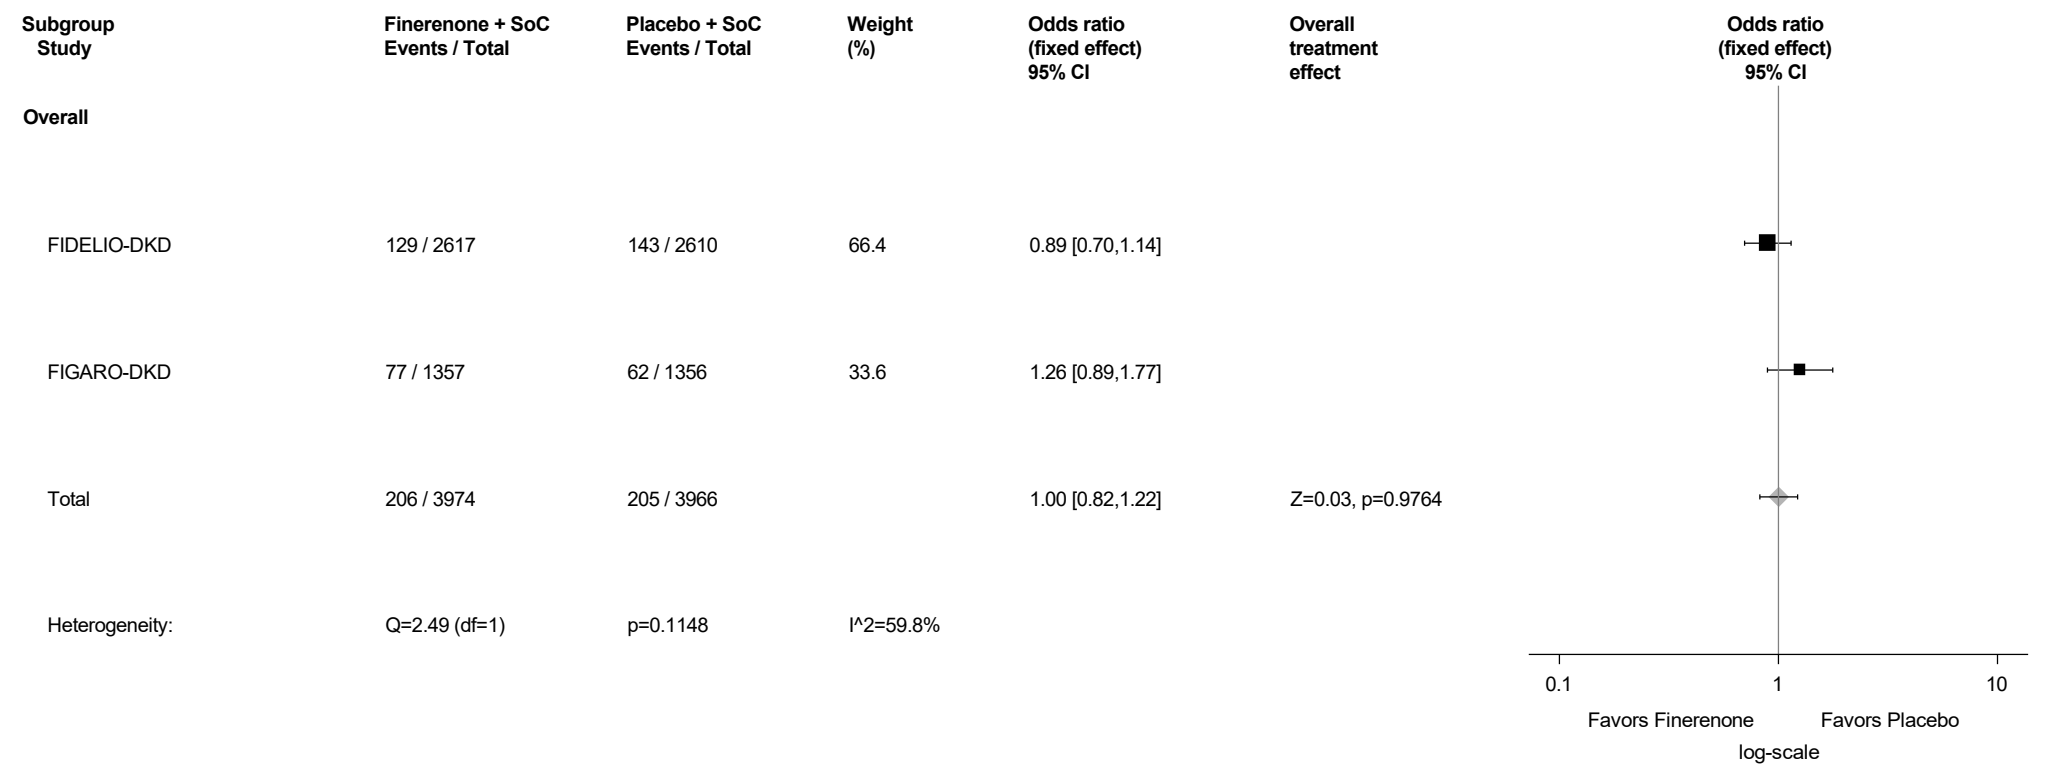 Subgroup Finerenone + SoC Placebo + SoC Weight Odds ratio Overall Odds ratio
Study Events / Total Events / Total (%) (fixed effect) treatment (fixed effect)
95% CI effect 95% CI
Overall
FIDELIO-DKD 129 / 2617 143 / 2610 66.4 0.89 [0.70,1.14]
FIGARO-DKD 77 / 1357 62 / 1356 33.6 1.26 [0.89,1.77]
Total 206 / 3974 205 / 3966 1.00 [0.82,1.22] Z=0.03, p=0.9764
Heterogeneity: Q=2.49 (df=1) p=0.1148 I^2=59.8%
0.1 1 10
Favors Finerenone Favors Placebo
log-scale